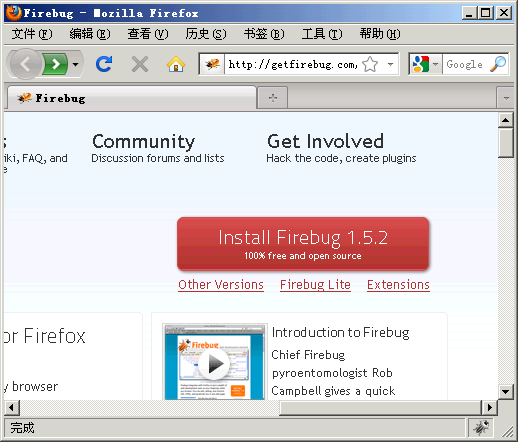 Firebug - Mozilla Firefox
文件(F) 编辑(E) 查看(V) 历史(S) 书签(B) 工具(T) 帮助(H)
http://getfirebug.com/ Google
Firebug
s Community Get Involved
iki, FAQ, and Discussion forums and lists Hack the code, create plugins
e
Install Firebug 1.5.2
100% free and open source
Other Versions Firebug Lite Extensions
or Firefox
y browser
Firebug
Introduction to Firebug
Chief Firebug
pyroentomologist Rob
Campbell gives a quick
完成